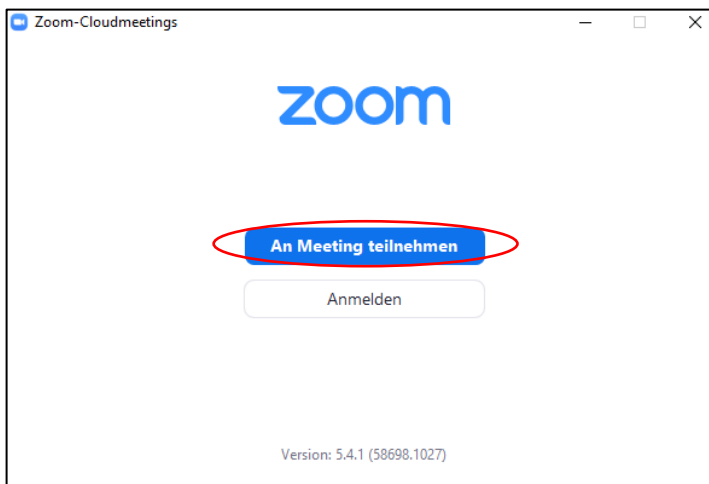 Zoom-Cloudmeetings
zoom
An Meeting teilnehmen
Anmelden
Version: 5.4.1 (58698.1027)